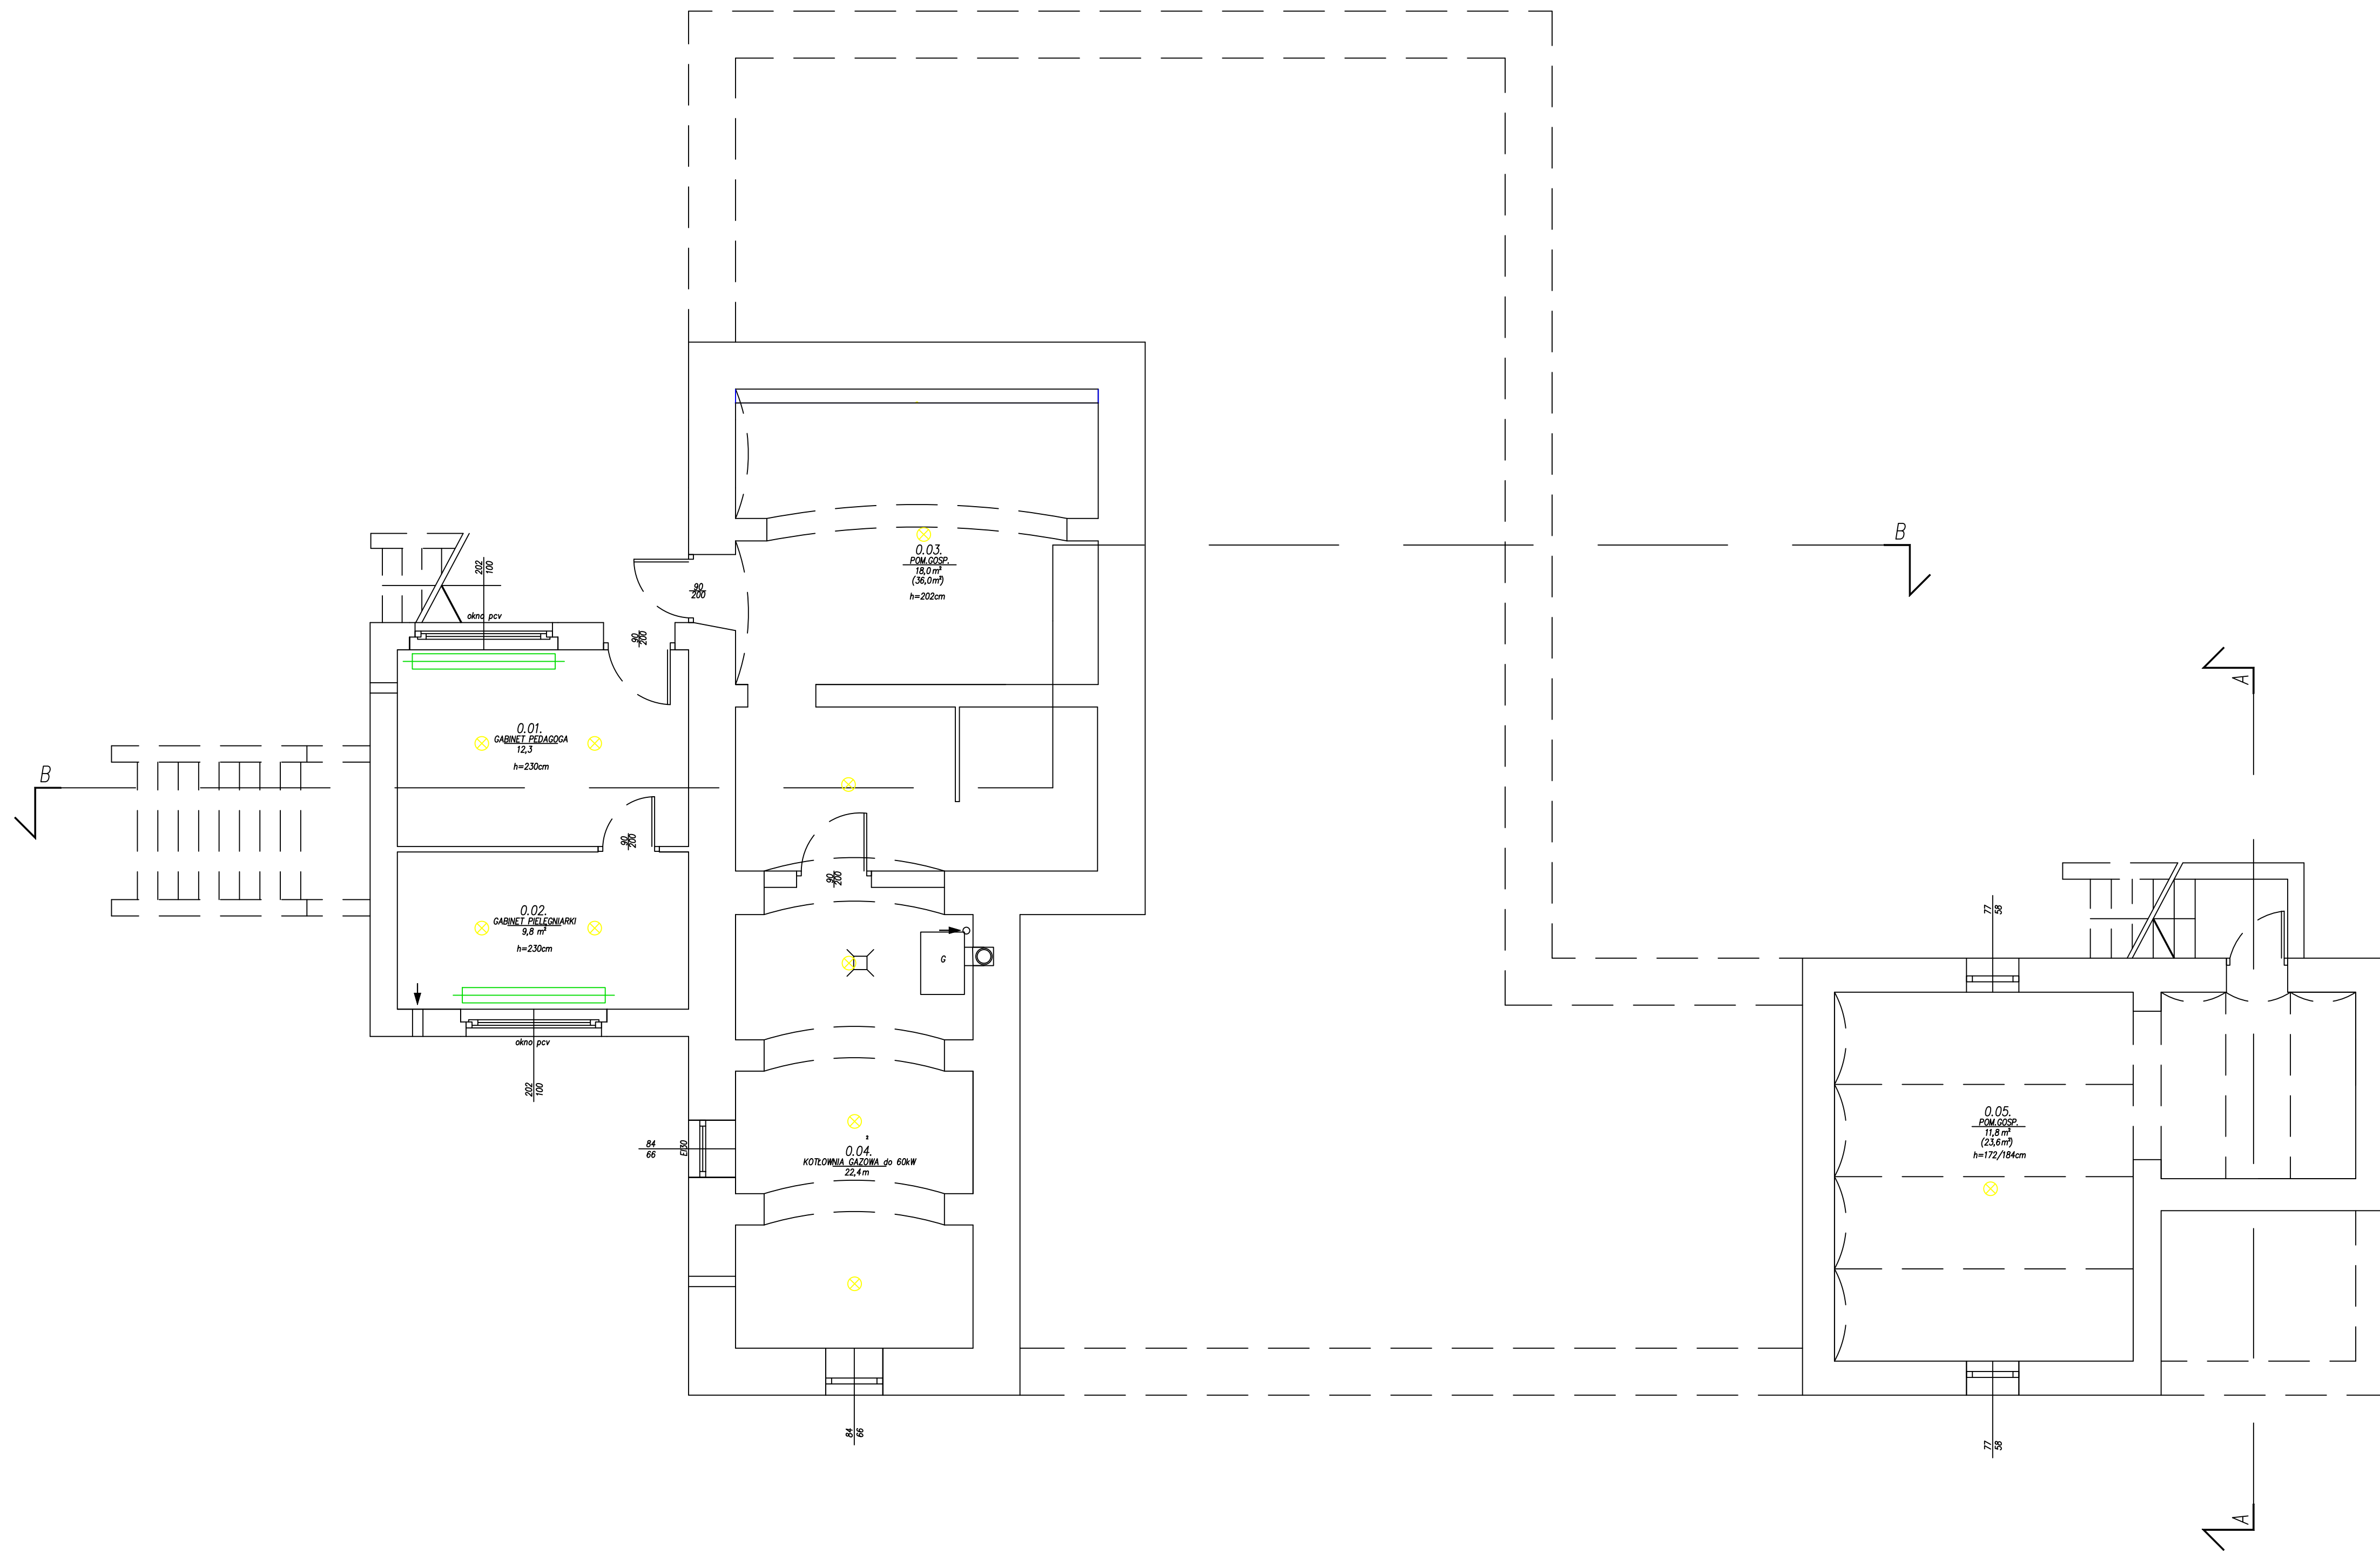 B
202
100
okno pcv
90
200
0.03.
POM.GOSP.
18,0 m²
(36,0m²)
h=202cm
90
200
B
A
0.01.
GABINET PEDAGOGA
12,3
h=230cm
B
90
200
90
200
0.02.
GABINET PIELĘGNIARKI
9,8 m²
h=230cm
77
58
G
okno pcv
202
100
0.05.
POM.GOSP.
11,8 m²
(23,6m²)
h=172/184cm
84
66
EI30
2
0.04.
KOTŁOWNIA GAZOWA do 60kW
22,4 m
84
66
77
58
A